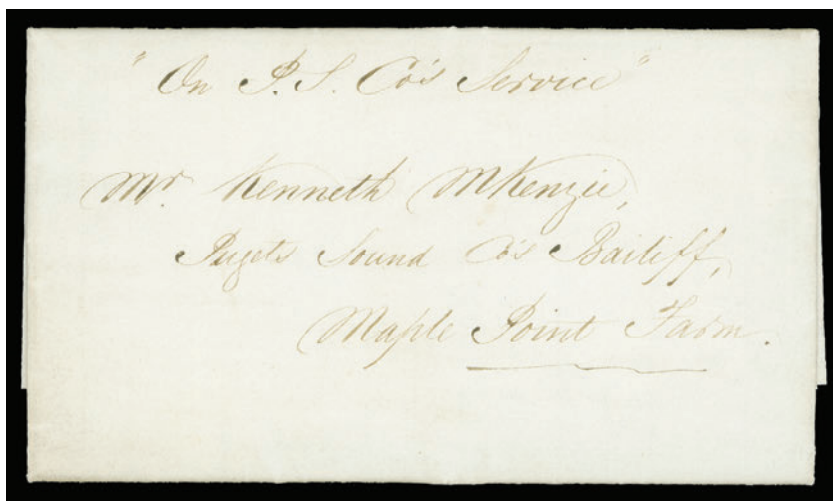 "On P. S. Co's Service"
Mr. Kenneth McKenzie,
Pugets Sound Co's Bailiff,
Maple Point Farm.